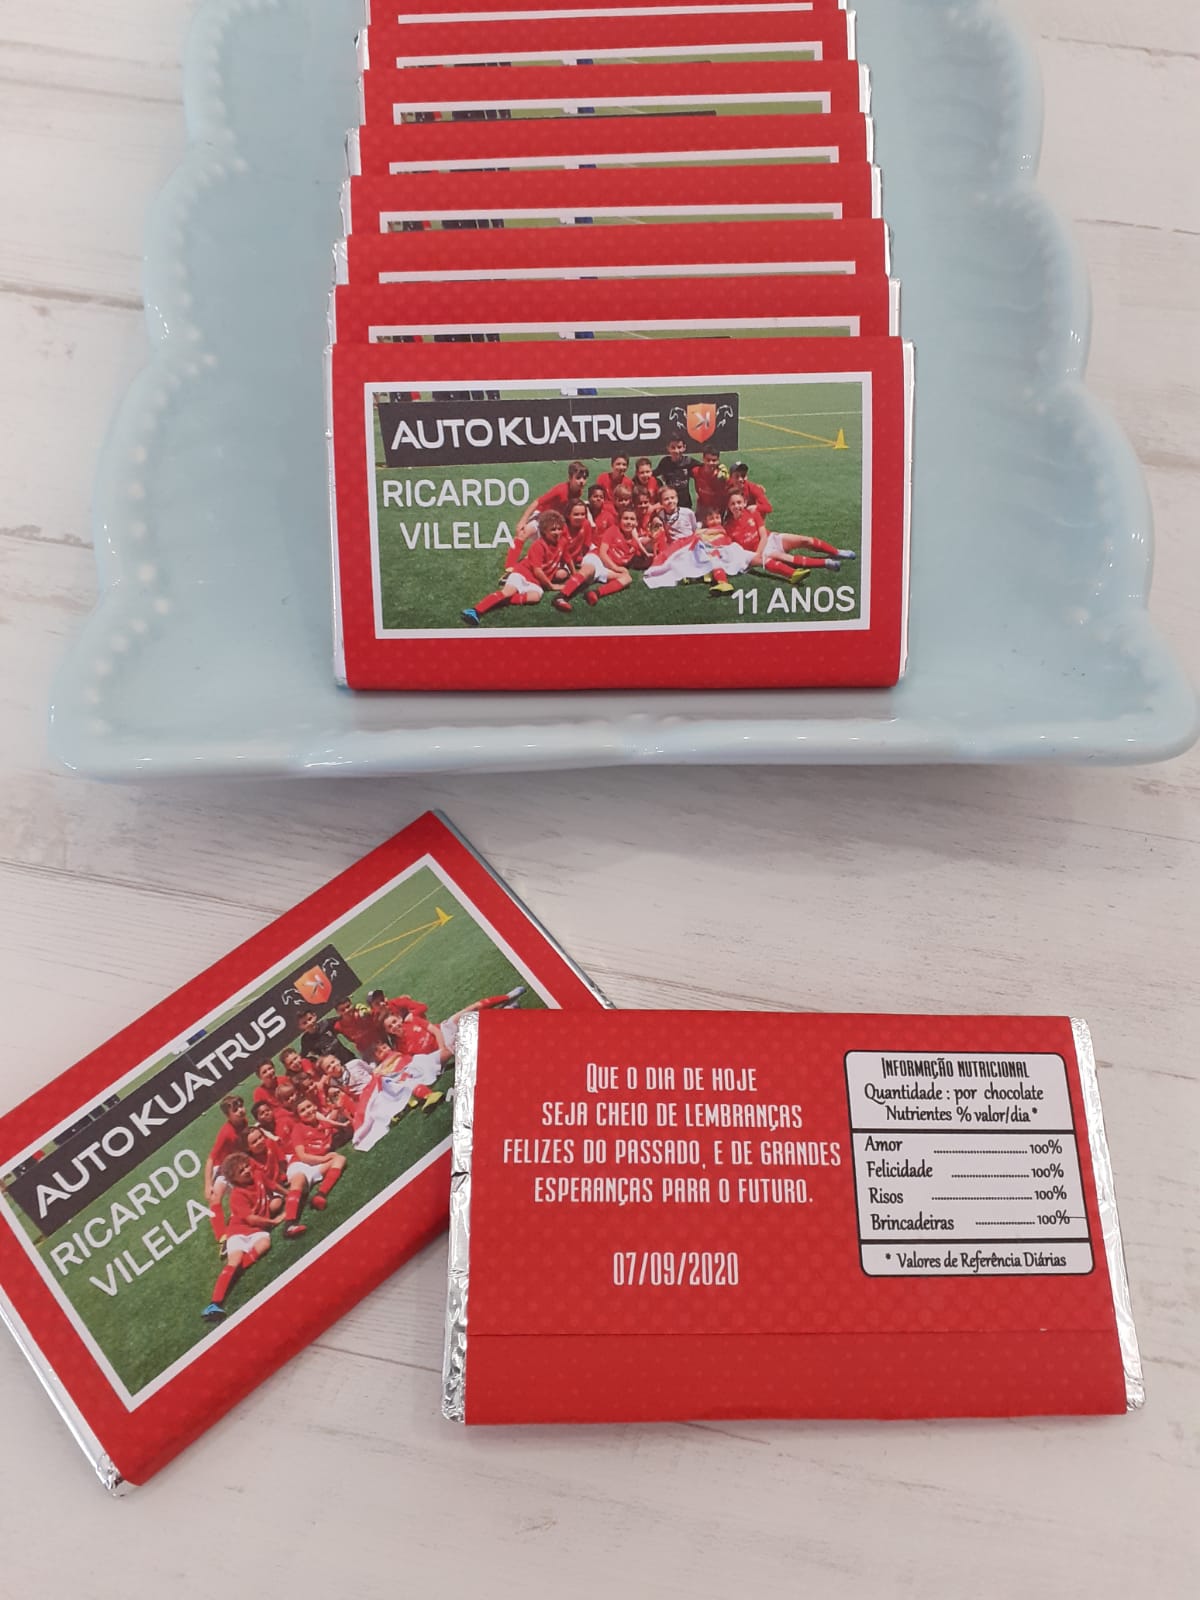 AUTO KUATRUS
RICARDO
VILELA
11 ANOS
AUTO KUATRUS
RICARDO
VILELA
QUE O DIA DE HOJE
SEJA CHEIO DE LEMBRANÇAS
FELIZES DO PASSADO, E DE GRANDES
ESPERANÇAS PARA O FUTURO.
07/09/2020
INFORMAÇÃO NUTRICIONAL
Quantidade : por chocolate
Nutrientes % valor/dia*
Amor ........................ 100%
Felicidade ..................... 100%
Risos .......................... 100%
Brincadeiras ................ 100%
* Valores de Referência Diárias